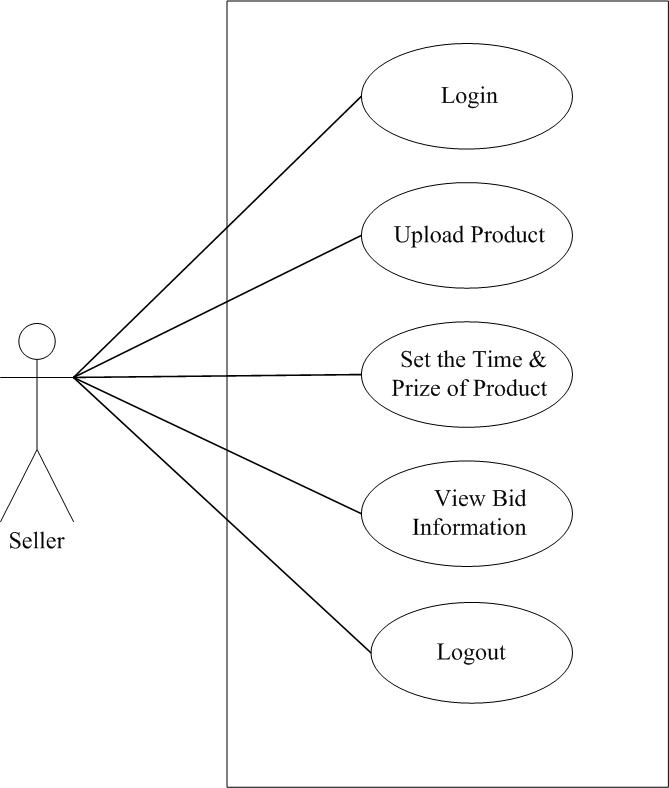 Login
Upload Product
Set the Time &
Prize of Product
View Bid
Information
Seller
Logout